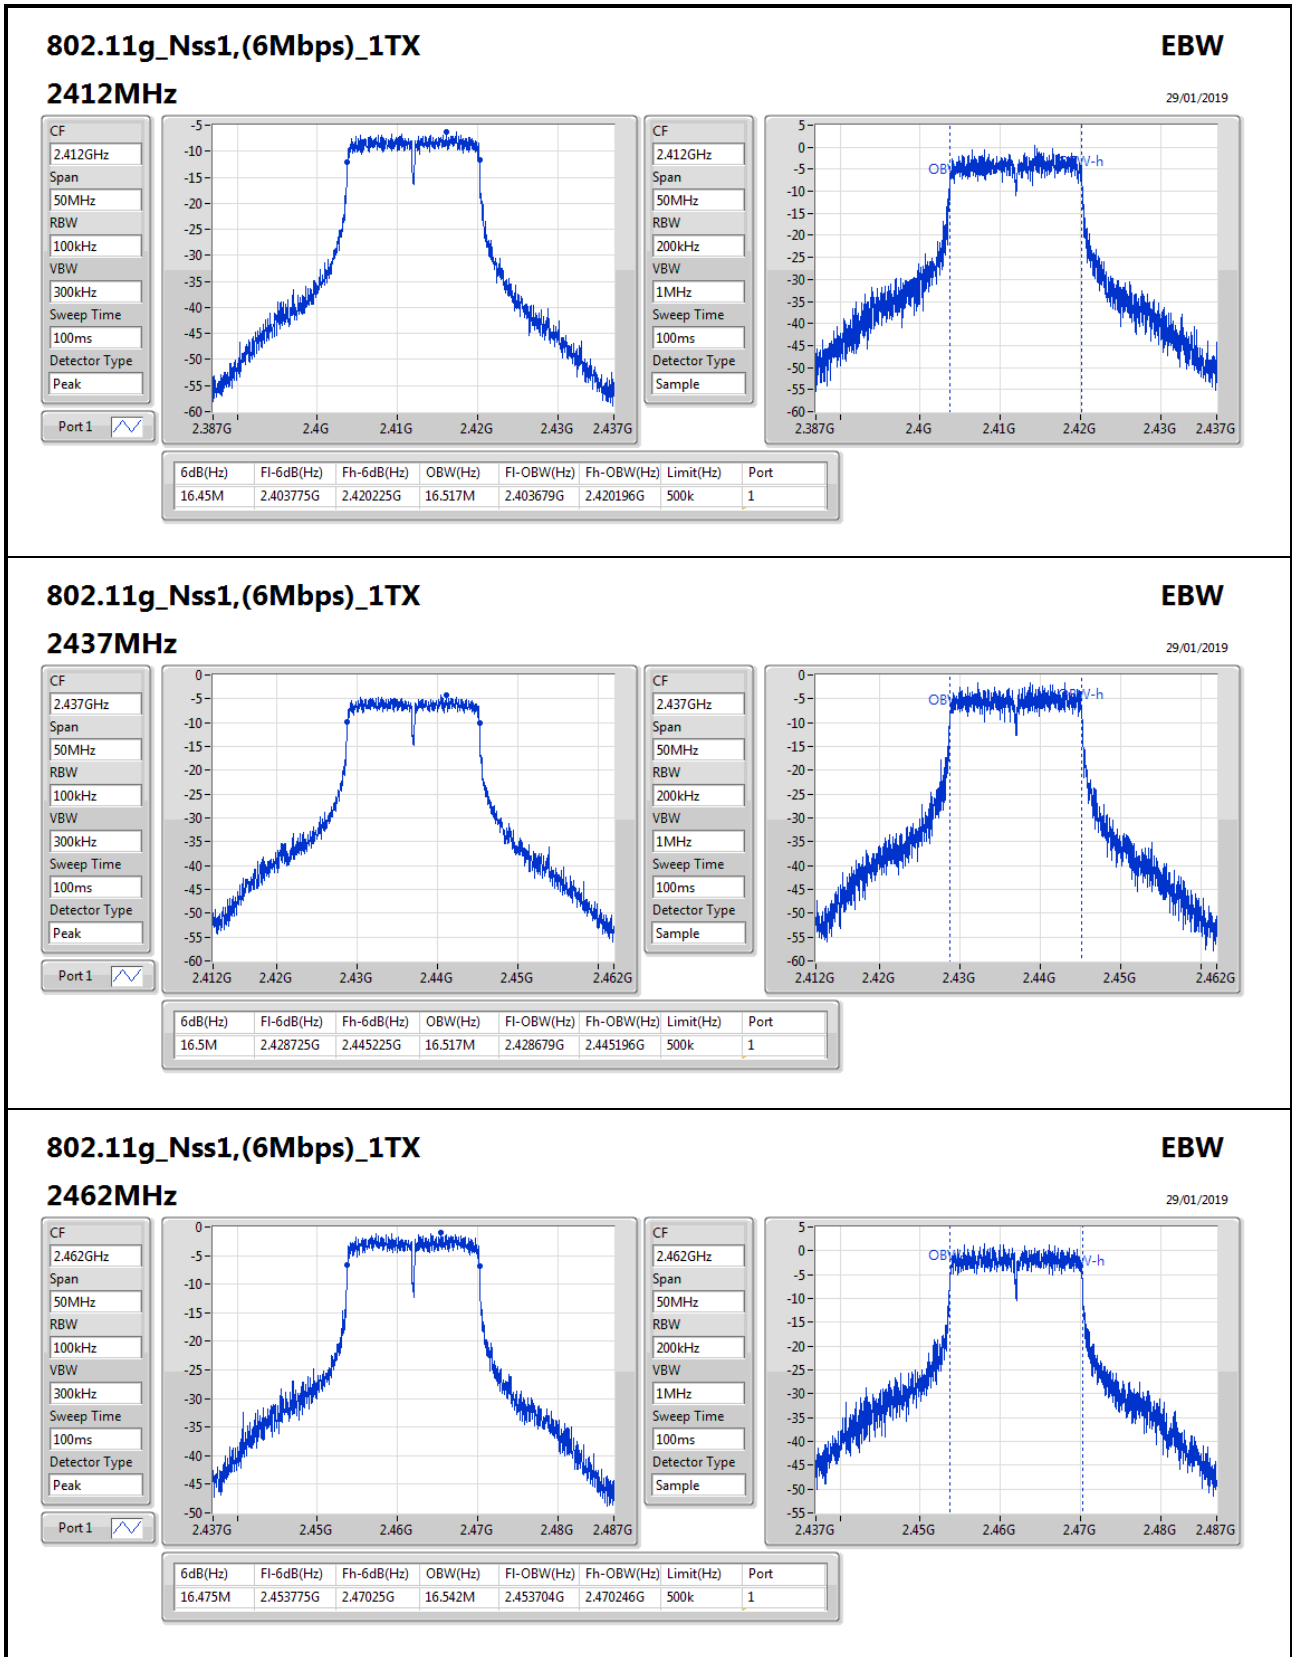 802.11g_Nss1,(6Mbps)_1TX EBW
2412MHz 29/01/2019
CF
2.412GHz
Span
50MHz
RBW
100kHz
VBW
300kHz
Sweep Time
100ms
Detector Type
Peak
Port 1
-5
-10
-15
-20
-25
-30
-35
-40
-45
-50
-55
-60
2.387G 2.4G 2.41G 2.42G 2.43G 2.437G
CF
2.412GHz
Span
50MHz
RBW
200kHz
VBW
1MHz
Sweep Time
100ms
Detector Type
Sample
5
0
-5
-10
-15
-20
-25
-30
-35
-40
-45
-50
-55
-60
2.387G 2.4G 2.41G 2.42G 2.43G 2.437G
6dB(Hz) Fl-6dB(Hz) Fh-6dB(Hz) OBW(Hz) Fl-OBW(Hz) Fh-OBW(Hz) Limit(Hz) Port
16.45M 2.403775G 2.420225G 16.517M 2.403679G 2.420196G 500k 1
802.11g_Nss1,(6Mbps)_1TX EBW
2437MHz 29/01/2019
CF
2.437GHz
Span
50MHz
RBW
100kHz
VBW
300kHz
Sweep Time
100ms
Detector Type
Peak
Port 1
0
-5
-10
-15
-20
-25
-30
-35
-40
-45
-50
-55
-60
2.412G 2.42G 2.43G 2.44G 2.45G 2.462G
CF
2.437GHz
Span
50MHz
RBW
200kHz
VBW
1MHz
Sweep Time
100ms
Detector Type
Sample
0
-5
-10
-15
-20
-25
-30
-35
-40
-45
-50
-55
-60
2.412G 2.42G 2.43G 2.44G 2.45G 2.462G
6dB(Hz) Fl-6dB(Hz) Fh-6dB(Hz) OBW(Hz) Fl-OBW(Hz) Fh-OBW(Hz) Limit(Hz) Port
16.5M 2.428725G 2.445225G 16.517M 2.428679G 2.445196G 500k 1
802.11g_Nss1,(6Mbps)_1TX EBW
2462MHz 29/01/2019
CF
2.462GHz
Span
50MHz
RBW
100kHz
VBW
300kHz
Sweep Time
100ms
Detector Type
Peak
Port 1
0
-5
-10
-15
-20
-25
-30
-35
-40
-45
-50
2.437G 2.45G 2.46G 2.47G 2.48G 2.487G
CF
2.462GHz
Span
50MHz
RBW
200kHz
VBW
1MHz
Sweep Time
100ms
Detector Type
Sample
5
0
-5
-10
-15
-20
-25
-30
-35
-40
-45
-50
-55
2.437G 2.45G 2.46G 2.47G 2.48G 2.487G
6dB(Hz) Fl-6dB(Hz) Fh-6dB(Hz) OBW(Hz) Fl-OBW(Hz) Fh-OBW(Hz) Limit(Hz) Port
16.475M 2.453775G 2.47025G 16.542M 2.453704G 2.470246G 500k 1